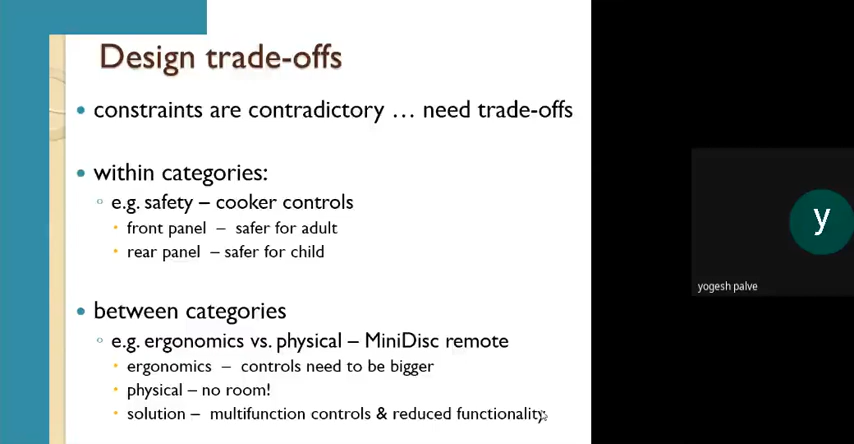 Design trade-offs
constraints are contradictory … need trade-offs
within categories:
e.g. safety – cooker controls
front panel – safer for adult
rear panel – safer for child
between categories
e.g. ergonomics vs. physical – MiniDisc remote
ergonomics – controls need to be bigger
physical – no room!
solution – multifunction controls & reduced functionality
y
yogesh palve